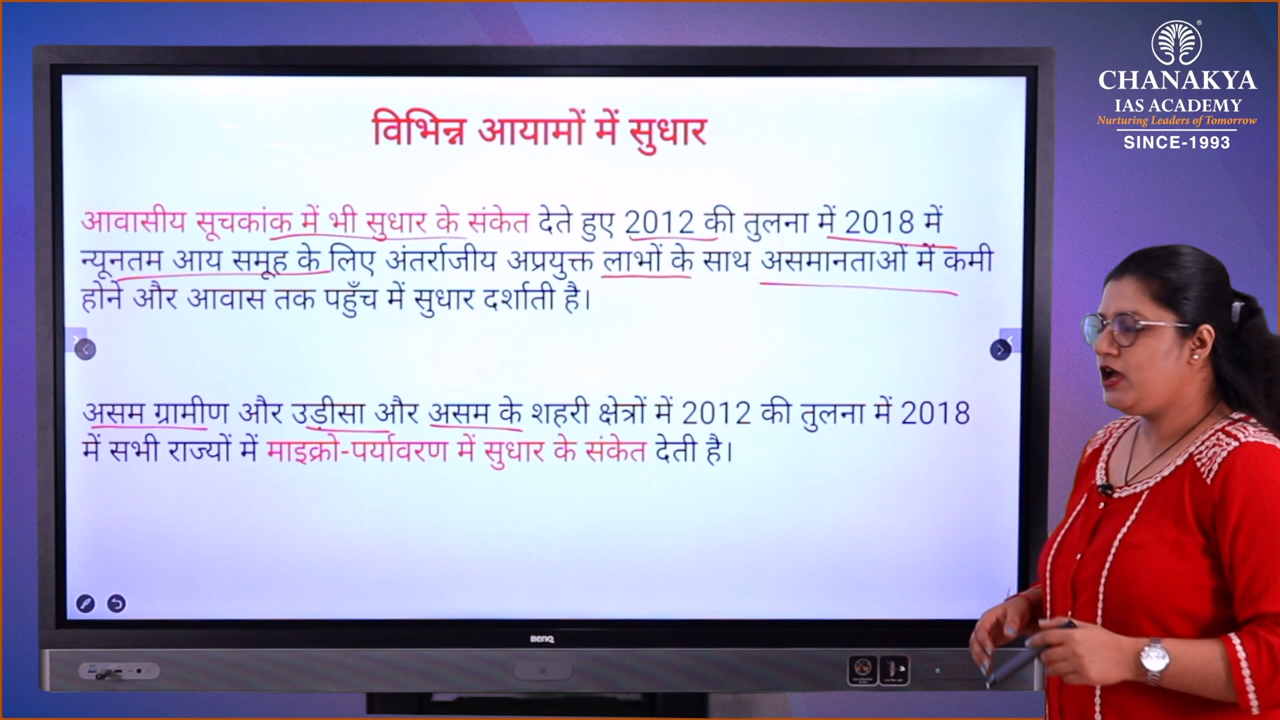 CHANAKYA
IAS ACADEMY
Nurturing Leaders of Tomorrow
SINCE-1993
विभिन्न आयामों में सुधार
आवासीय सूचकांक में भी सुधार के संकेत देते हुए 2012 की तुलना में 2018 में
न्यूनतम आय समूह के लिए अंतर्राजीय अप्रयुक्त लाभों के साथ असमानताओं में कमी
होने और आवास तक पहुँच में सुधार दर्शाती है।
असम ग्रामीण और उड़ीसा और असम के शहरी क्षेत्रों में 2012 की तुलना में 2018
में सभी राज्यों में माइक्रो-पर्यावरण में सुधार के संकेत देती है।
BenQ